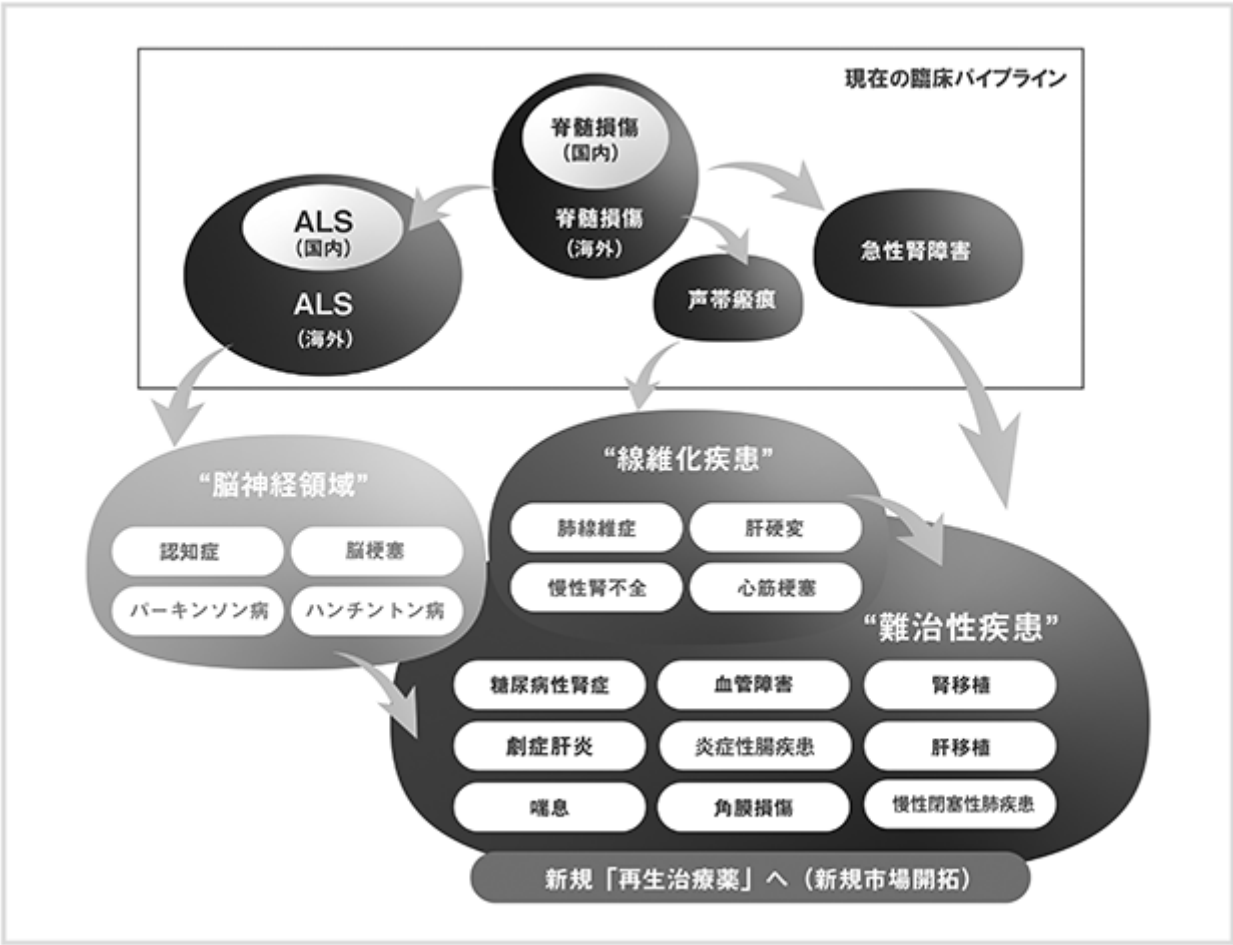 現在の臨床パイプライン
脊髄損傷
(国内)
脊髄損傷
(海外)
ALS
(国内)
ALS
(海外)
声帯瘢痕
急性腎障害
“脳神経領域”
認知症
脳梗塞
パーキンソン病
ハンチントン病
“線維化疾患”
肺線維症
肝硬変
慢性腎不全
心筋梗塞
“難治性疾患”
糖尿病性腎症
血管障害
腎移植
劇症肝炎
炎症性腸疾患
肝移植
喘息
角膜損傷
慢性閉塞性肺疾患
新規「再生治療薬」へ（新規市場開拓）